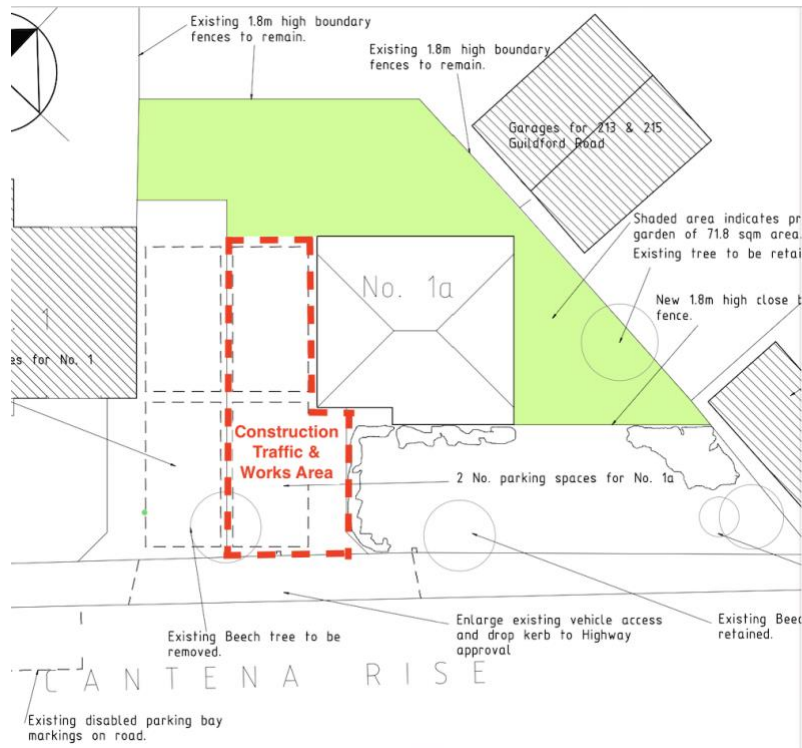 Existing 1.8m high boundary
fences to remain.
Existing 1.8m high boundary
fences to remain.
Garages for 213 & 215
Guildford Road
Shaded area indicates pr
garden of 71.8 sqm area.
Existing tree to be retai
No. 1a
New 1.8m high close b
fence.
1
es for No. 1
Construction
Traffic &
Works Area
2 No. parking spaces for No. 1a
Enlarge existing vehicle access
and drop kerb to Highway
approval
Existing Beec
retained.
Existing Beech tree to be
removed.
CANTENA RISE
Existing disabled parking bay
markings on road.